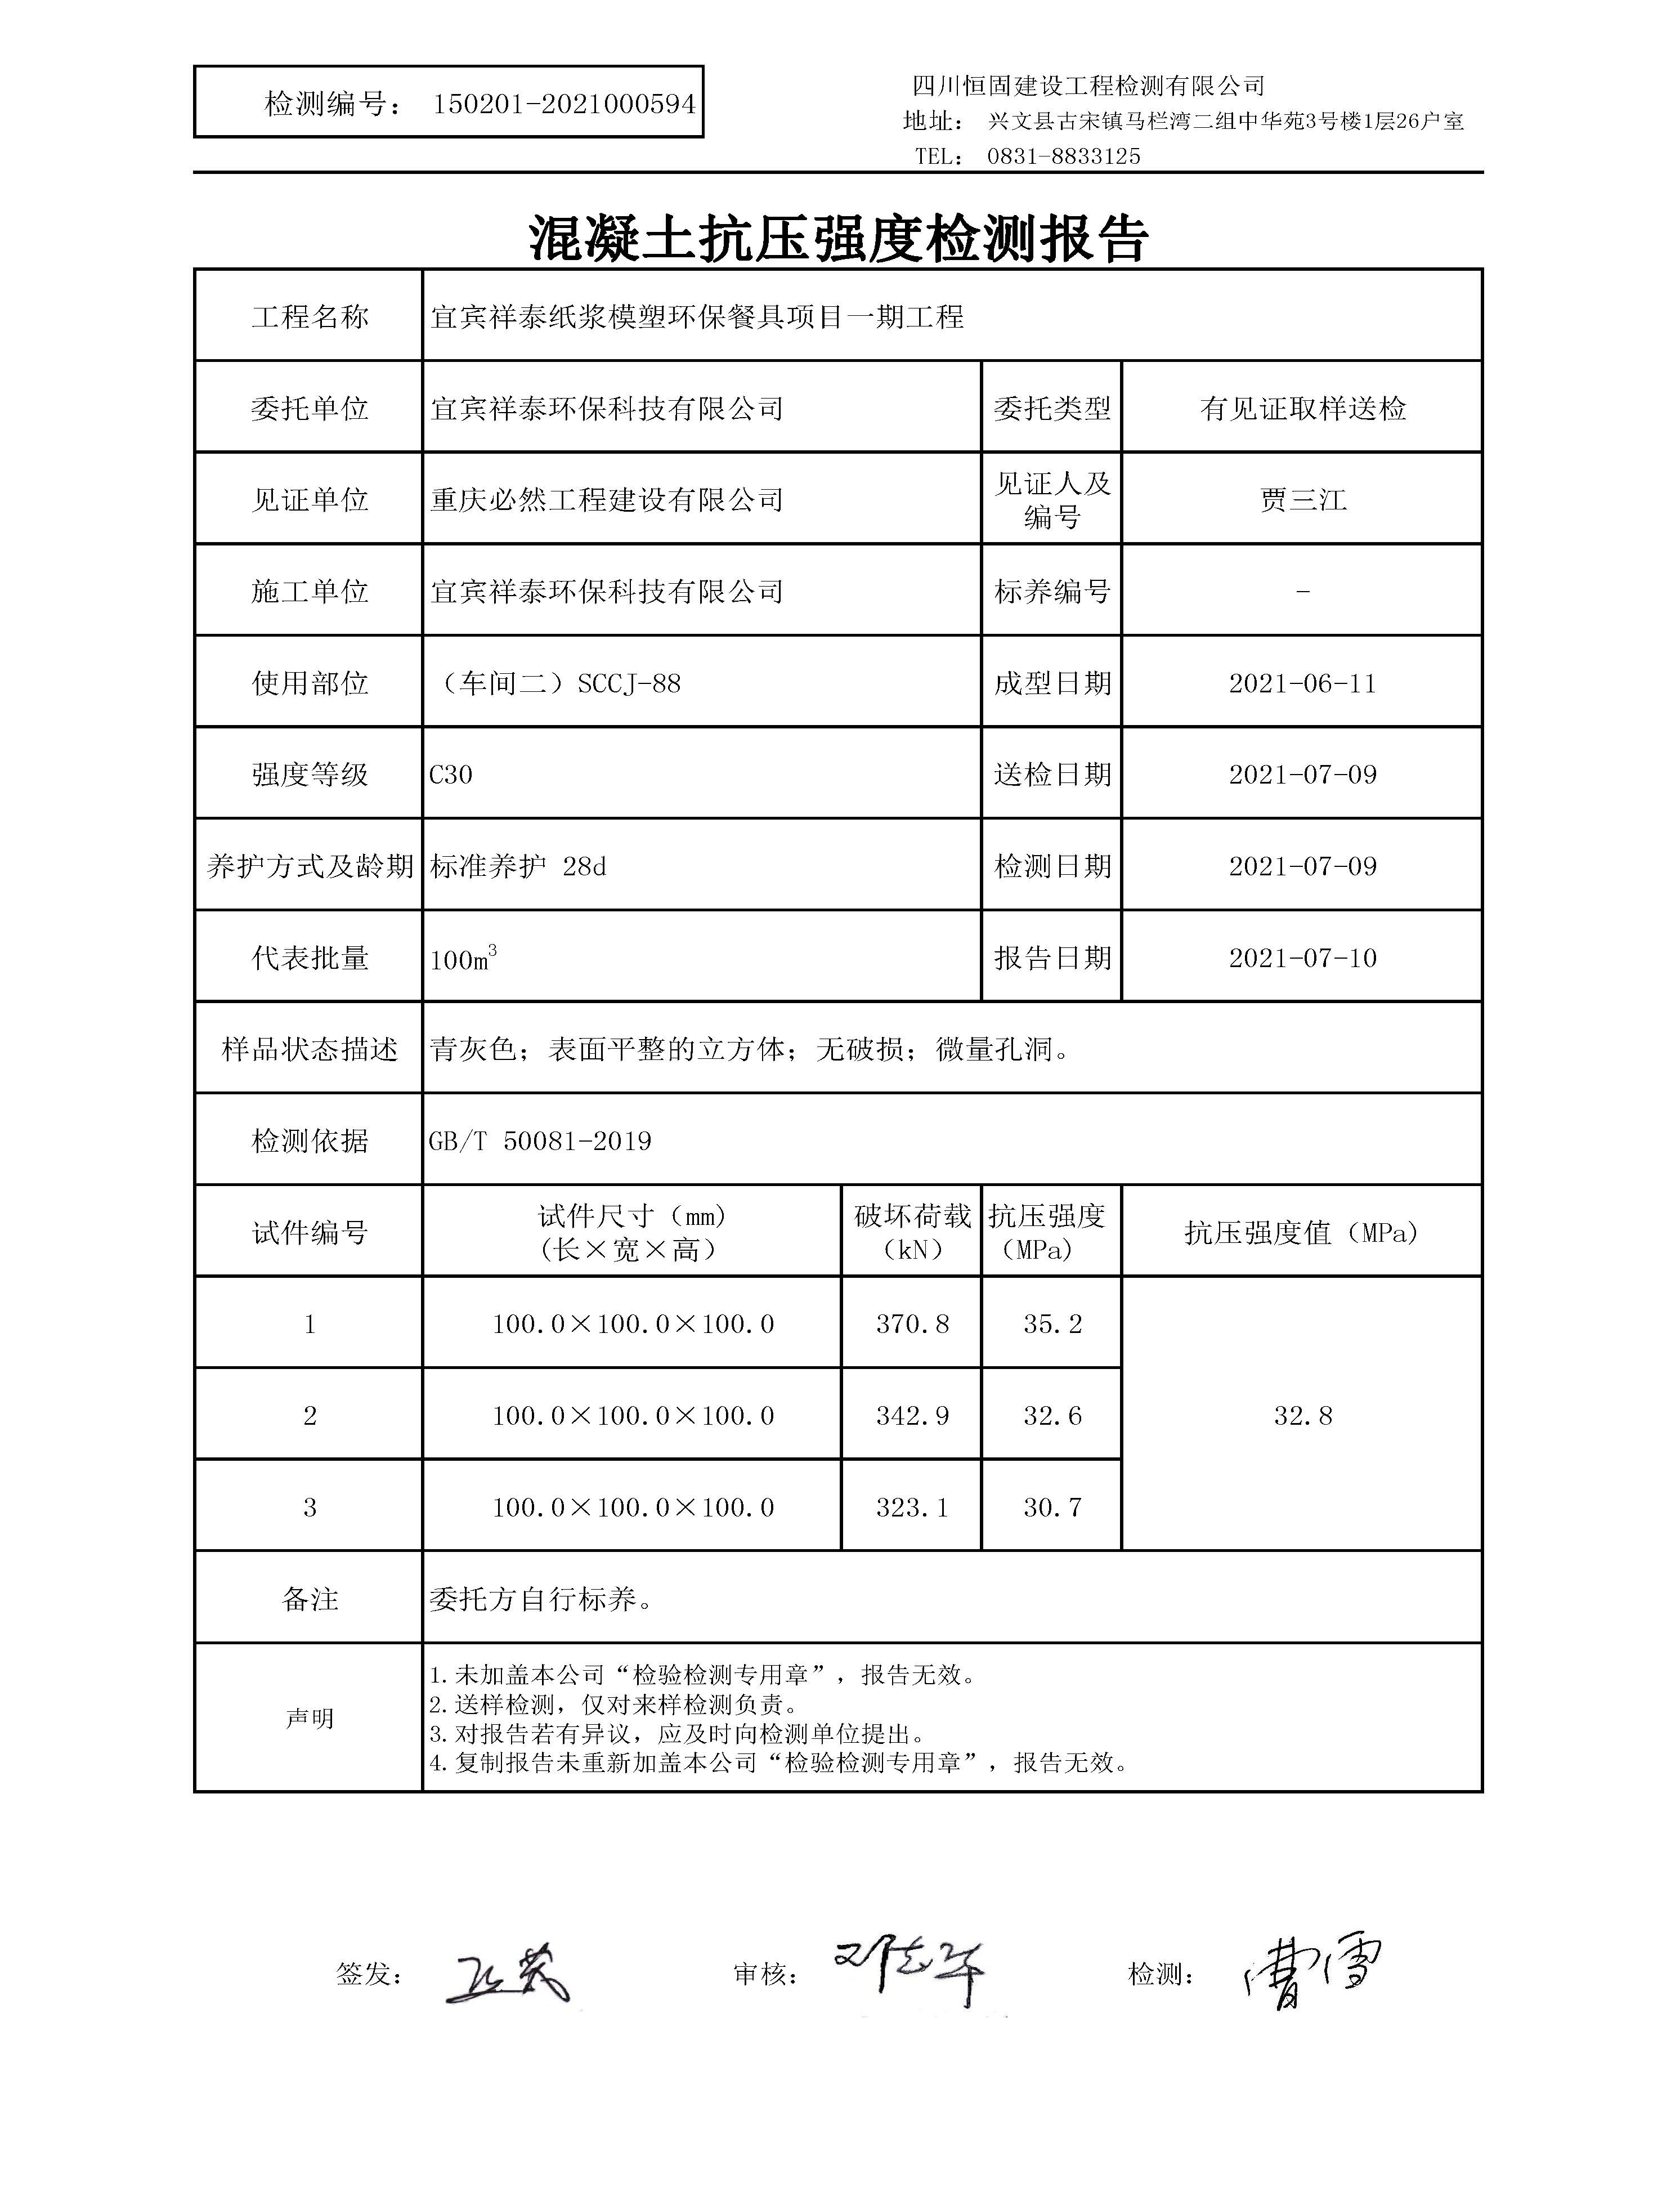 检测编号： 150201-2021000594
四川恒固建设工程检测有限公司
地址： 兴文县古宋镇马栏湾二组中华苑3号楼1层26户室
TEL： 0831-8833125
混凝土抗压强度检测报告
工程名称 宜宾祥泰纸浆模塑环保餐具项目一期工程
委托单位 宜宾祥泰环保科技有限公司 委托类型 有见证取样送检
见证单位 重庆必然工程建设有限公司 见证人及编号 贾三江
施工单位 宜宾祥泰环保科技有限公司 标养编号 -
使用部位 （车间二）SCCJ-88 成型日期 2021-06-11
强度等级 C30 送检日期 2021-07-09
养护方式及龄期 标准养护 28d 检测日期 2021-07-09
代表批量 100m³ 报告日期 2021-07-10
样品状态描述 青灰色；表面平整的立方体；无破损；微量孔洞。
检测依据 GB/T 50081-2019
试件编号 试件尺寸（mm）（长×宽×高） 破坏荷载（kN） 抗压强度（MPa） 抗压强度值（MPa）
1 100.0×100.0×100.0 370.8 35.2
2 100.0×100.0×100.0 342.9 32.6 32.8
3 100.0×100.0×100.0 323.1 30.7
备注 委托方自行标养。
声明
1.未加盖本公司“检验检测专用章”，报告无效。
2.送样检测，仅对来样检测负责。
3.对报告若有异议，应及时向检测单位提出。
4.复制报告未重新加盖本公司“检验检测专用章”，报告无效。
签发： 审核： 检测： 曹雪